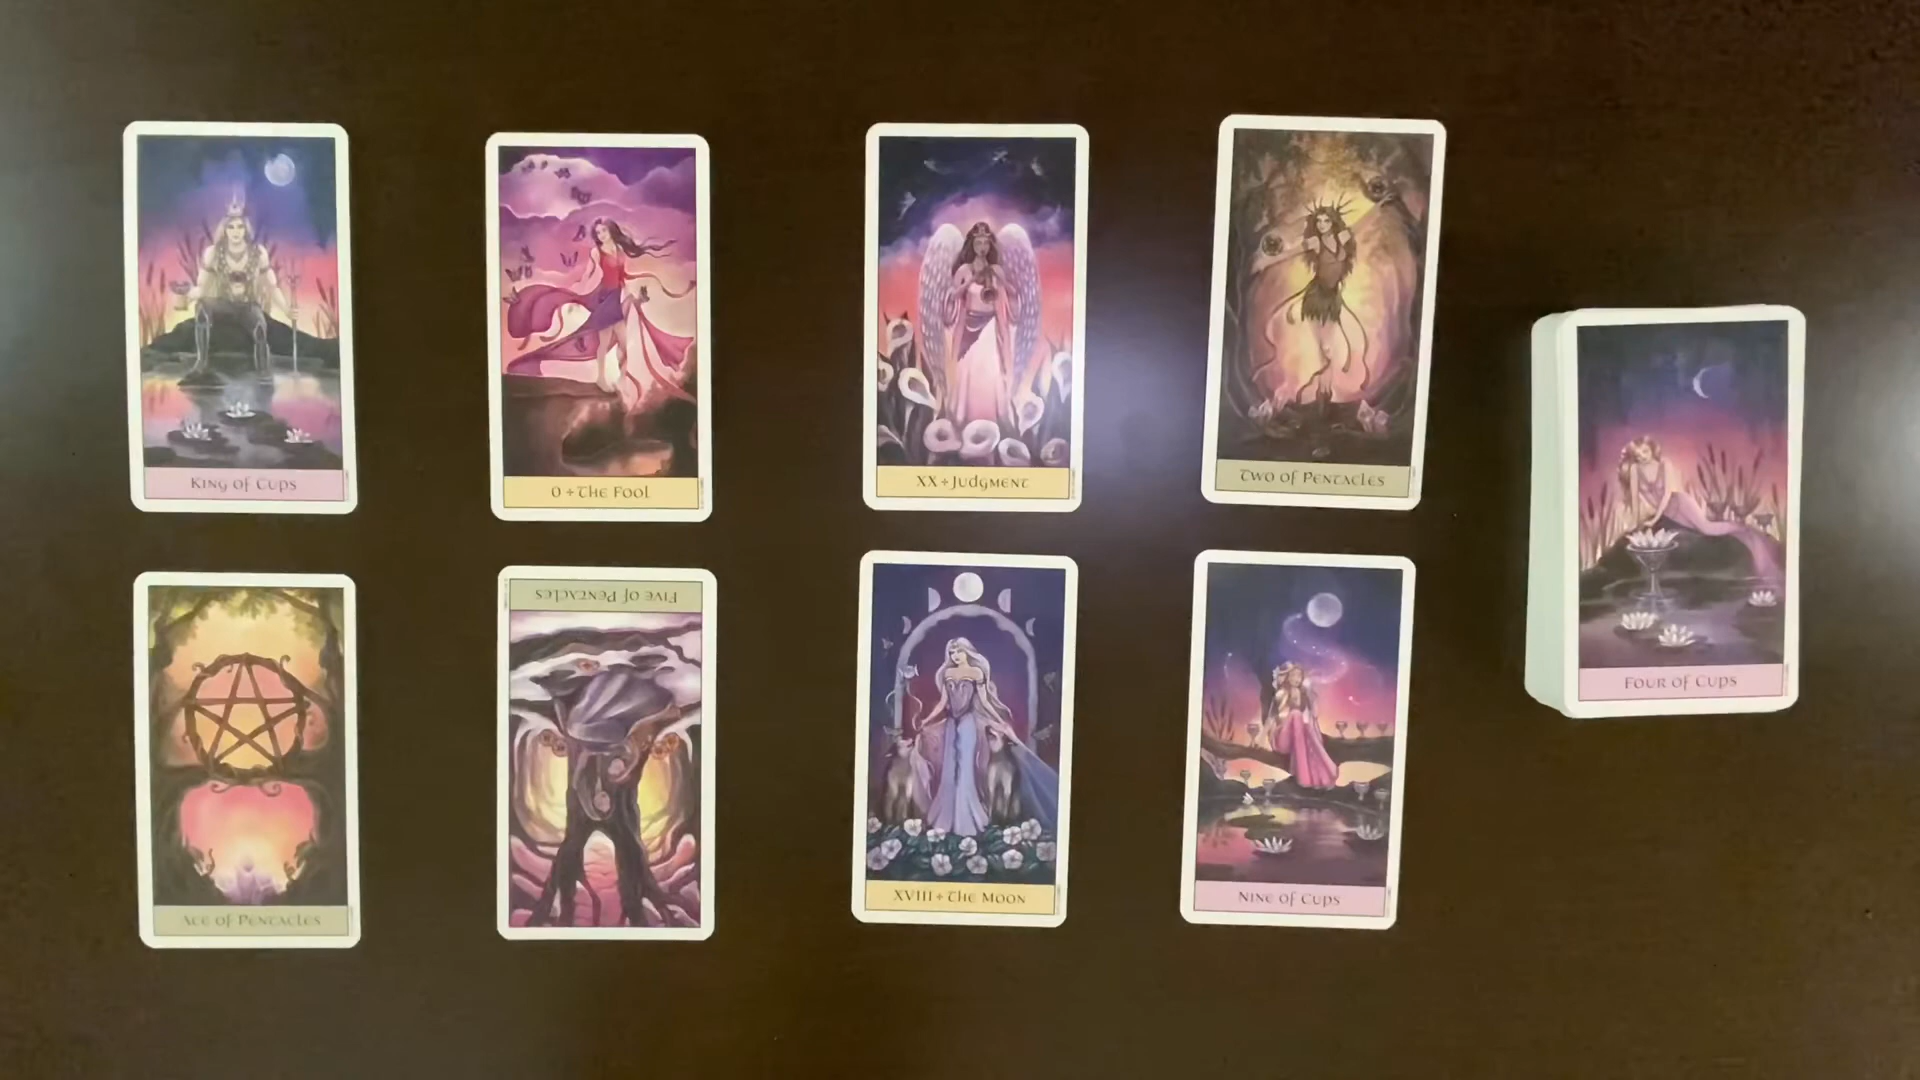 King of Cups
0 + The Fool
XX + Judgment
Two of Pentacles
Four of Cups
Ace of Pentacles
Five of Pentacles
XVIII + The Moon
Nine of Cups